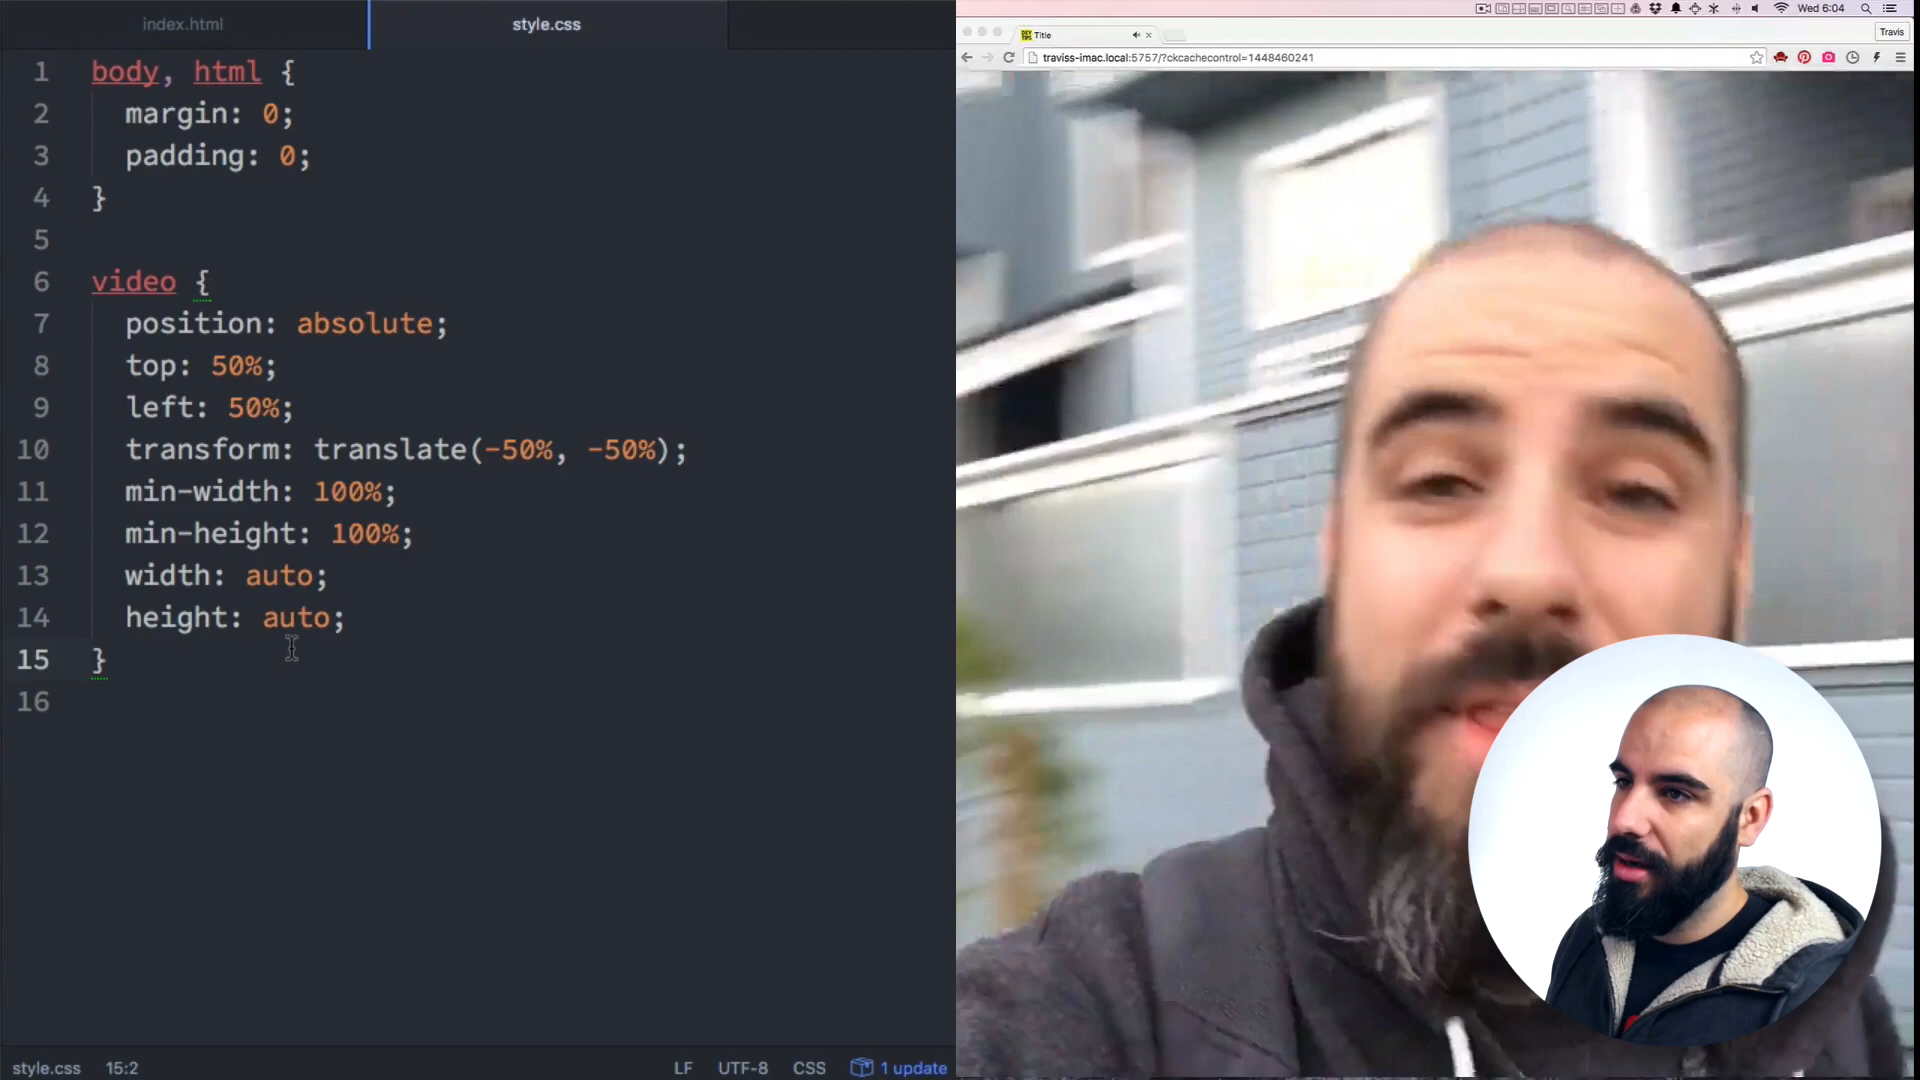 index.html
style.css
1 body, html {
2 margin: 0;
3 padding: 0;
4 }
5
6 video {
7 position: absolute;
8 top: 50%;
9 left: 50%;
10 transform: translate(-50%, -50%);
11 min-width: 100%;
12 min-height: 100%;
13 width: auto;
14 height: auto;
15 }
16
style.css 15:2 LF UTF-8 CSS 1 update
Wed 6:04
DEV TIPS Title
Travis
traviss-imac.local:5757/?ckcachecontrol=1448460241